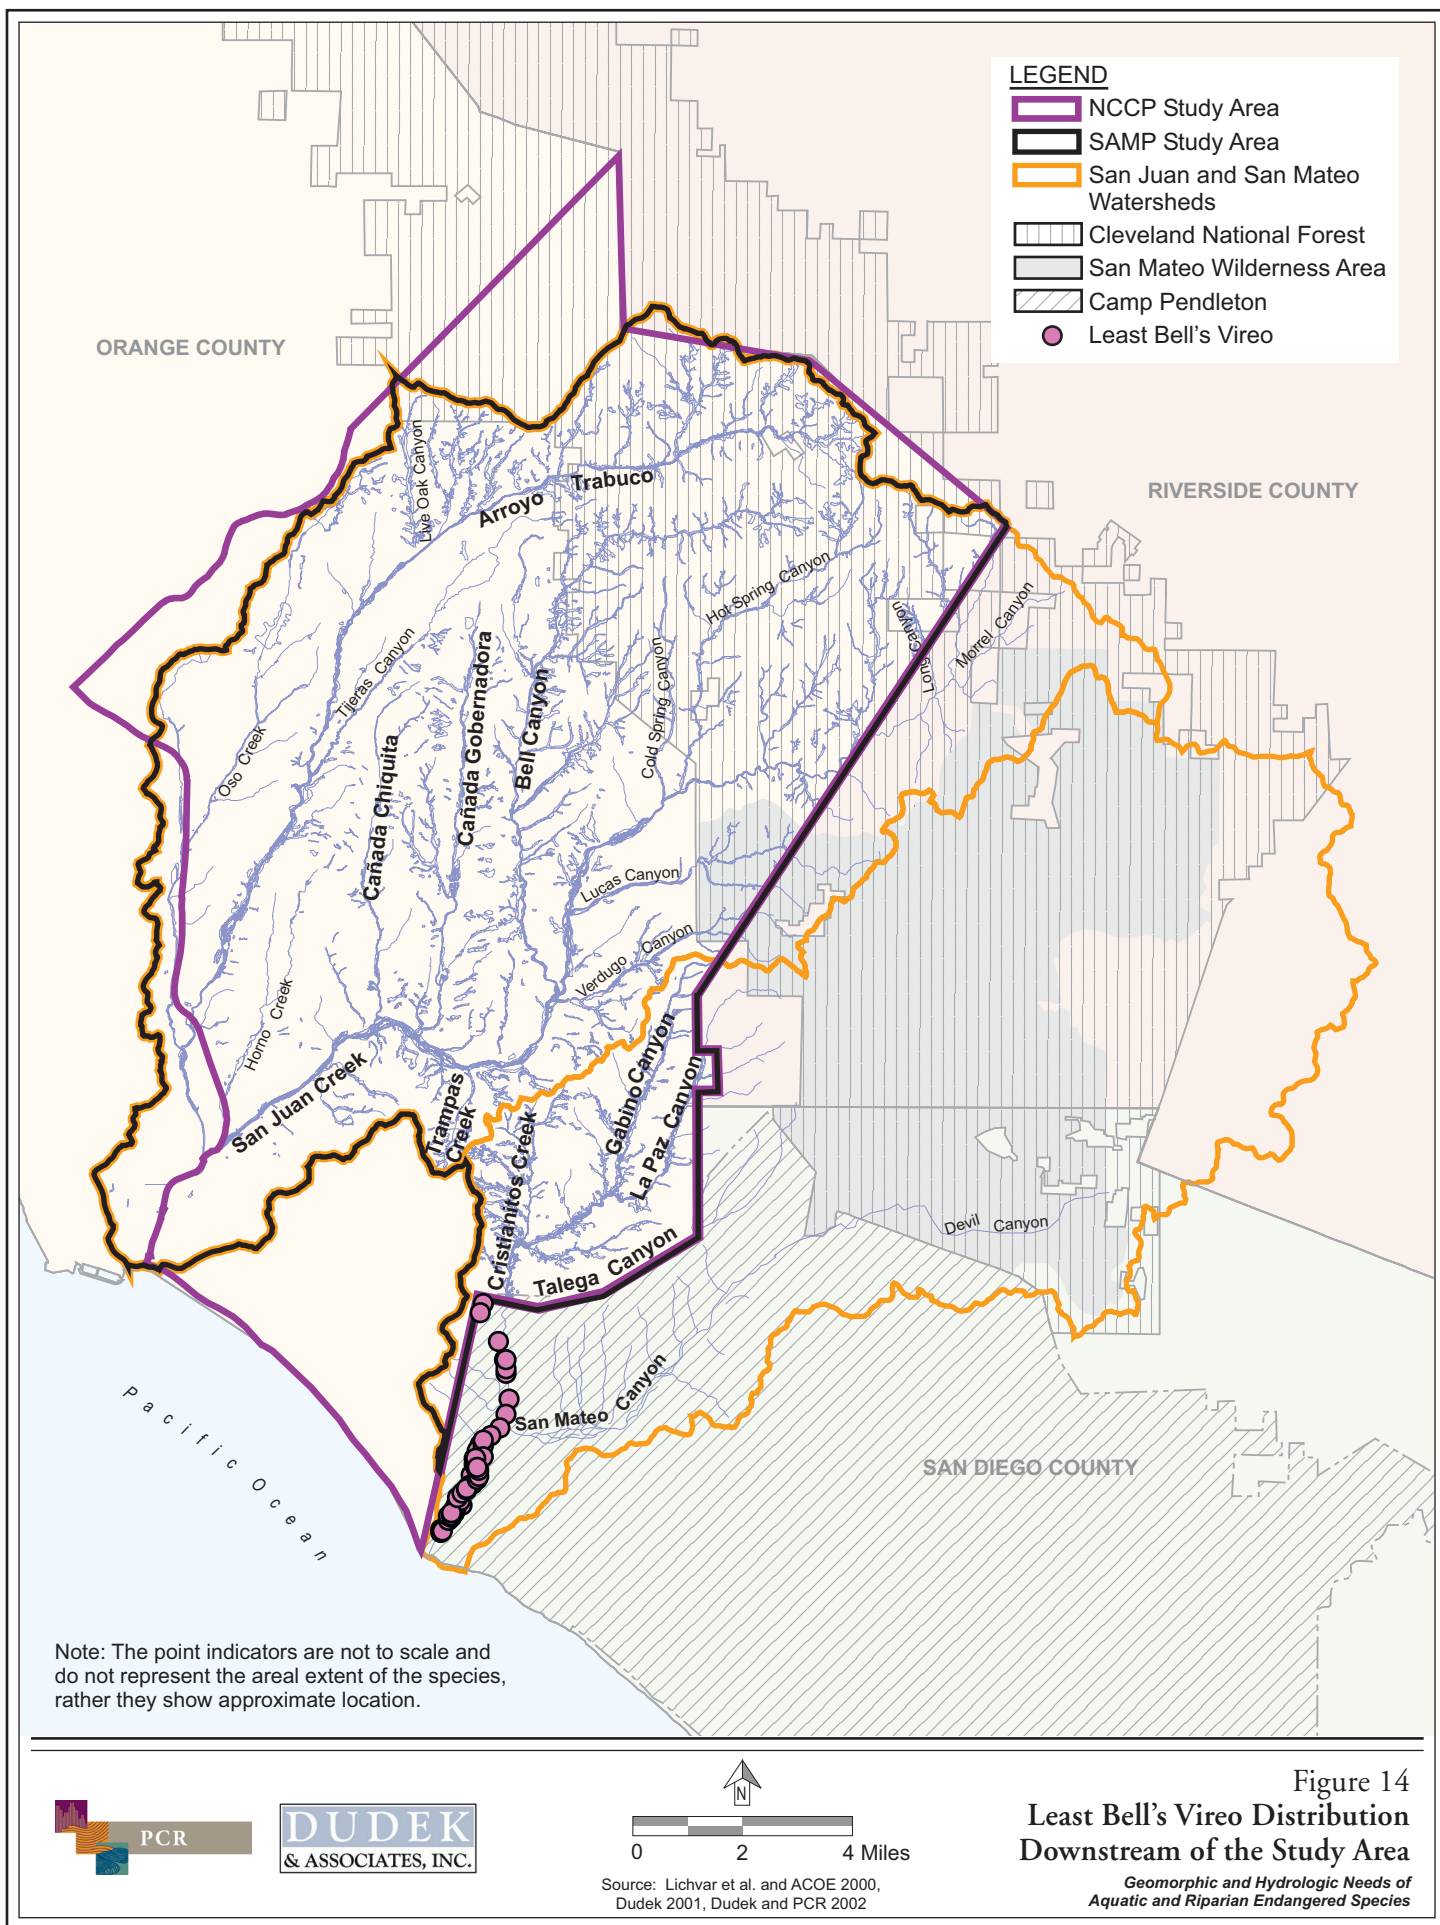 LEGEND
NCCP Study Area
SAMP Study Area
San Juan and San Mateo
Watersheds
Cleveland National Forest
San Mateo Wilderness Area
Camp Pendleton
Least Bell's Vireo
ORANGE COUNTY
RIVERSIDE COUNTY
Live Oak Canyon
Arroyo Trabuco
Hot Spring Canyon
Long Canyon
Morrel Canyon
Tijeras Canyon
Cañada Gobernadora
Bell Canyon
Cold Spring Canyon
Oso Creek
Cañada Chiquita
Lucas Canyon
Verdugo Canyon
Horno Creek
San Juan Creek
Trampas
Creek
Gabino Canyon
La Paz Canyon
Cristianitos Creek
Talega Canyon
Devil Canyon
San Mateo Canyon
Pacific Ocean
SAN DIEGO COUNTY
Note: The point indicators are not to scale and
do not represent the areal extent of the species,
rather they show approximate location.
PCR
DUDEK
& ASSOCIATES, INC.
N
0 2 4 Miles
Source: Lichvar et al. and ACOE 2000,
Dudek 2001, Dudek and PCR 2002
Figure 14
Least Bell's Vireo Distribution
Downstream of the Study Area
Geomorphic and Hydrologic Needs of
Aquatic and Riparian Endangered Species